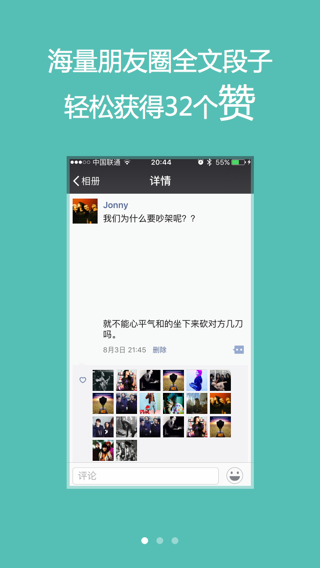 海量朋友圈全文段子
轻松获得32个赞
中国联通 20:44 55%
相册 详情
Jonny
我们为什么要吵架呢？？
就不能心平气和的坐下来砍对方几刀
吗。
8月3日 21:45 删除
评论